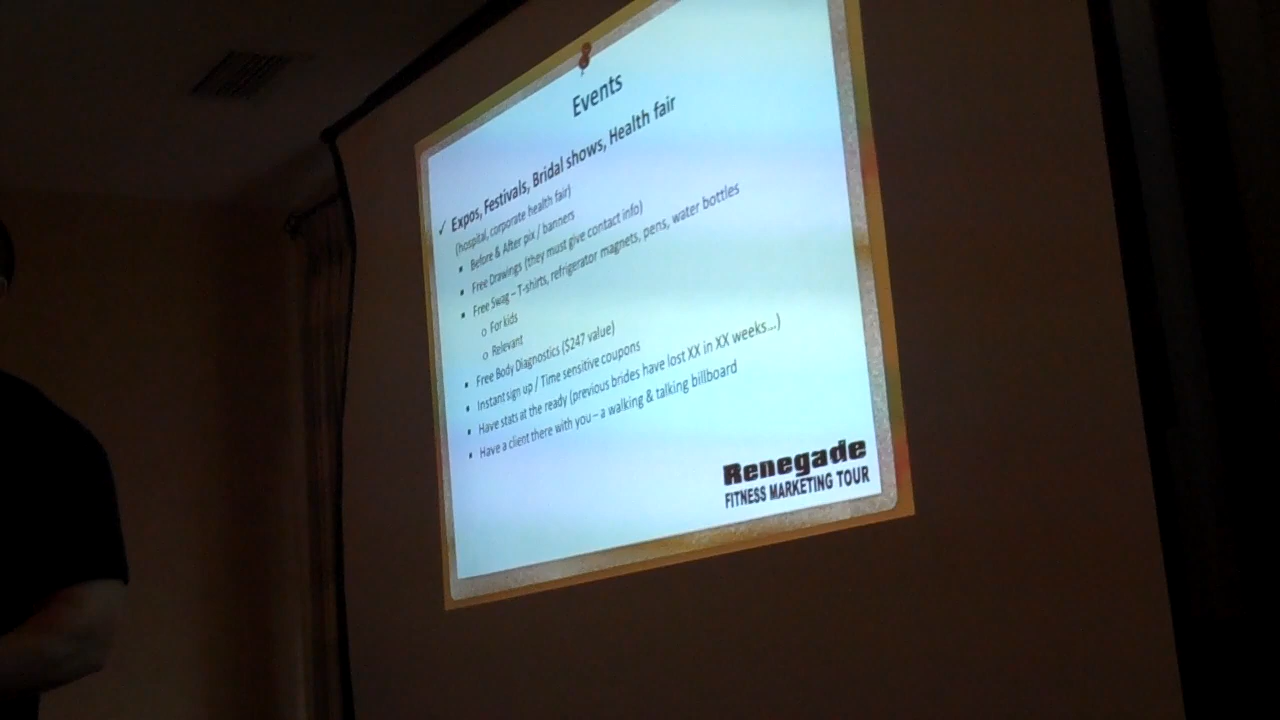 Events
✓ Expos, Festivals, Bridal shows, Health fair
(hospital, corporate health fair)
▪ Before & After pix / banners
▪ Free Drawings (they must give contact info)
▪ Free Swag – T-shirts, refrigerator magnets, pens, water bottles
o For kids
o Relevant
▪ Free Body Diagnostics ($247 value)
▪ Instant sign up / Time sensitive coupons
▪ Have stats at the ready (previous brides have lost XX in XX weeks...)
▪ Have a client there with you – a walking & talking billboard
Renegade
FITNESS MARKETING TOUR